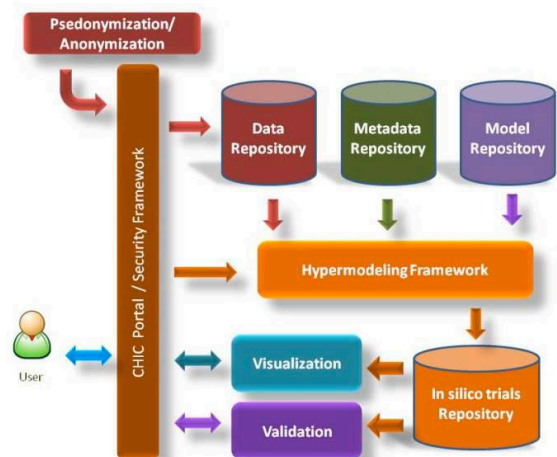 Psedonymization/
Anonymization
CHIC Portal / Security Framework
Data
Repository
Metadata
Repository
Model
Repository
Hypermodeling Framework
User
Visualization
Validation
In silico trials
Repository